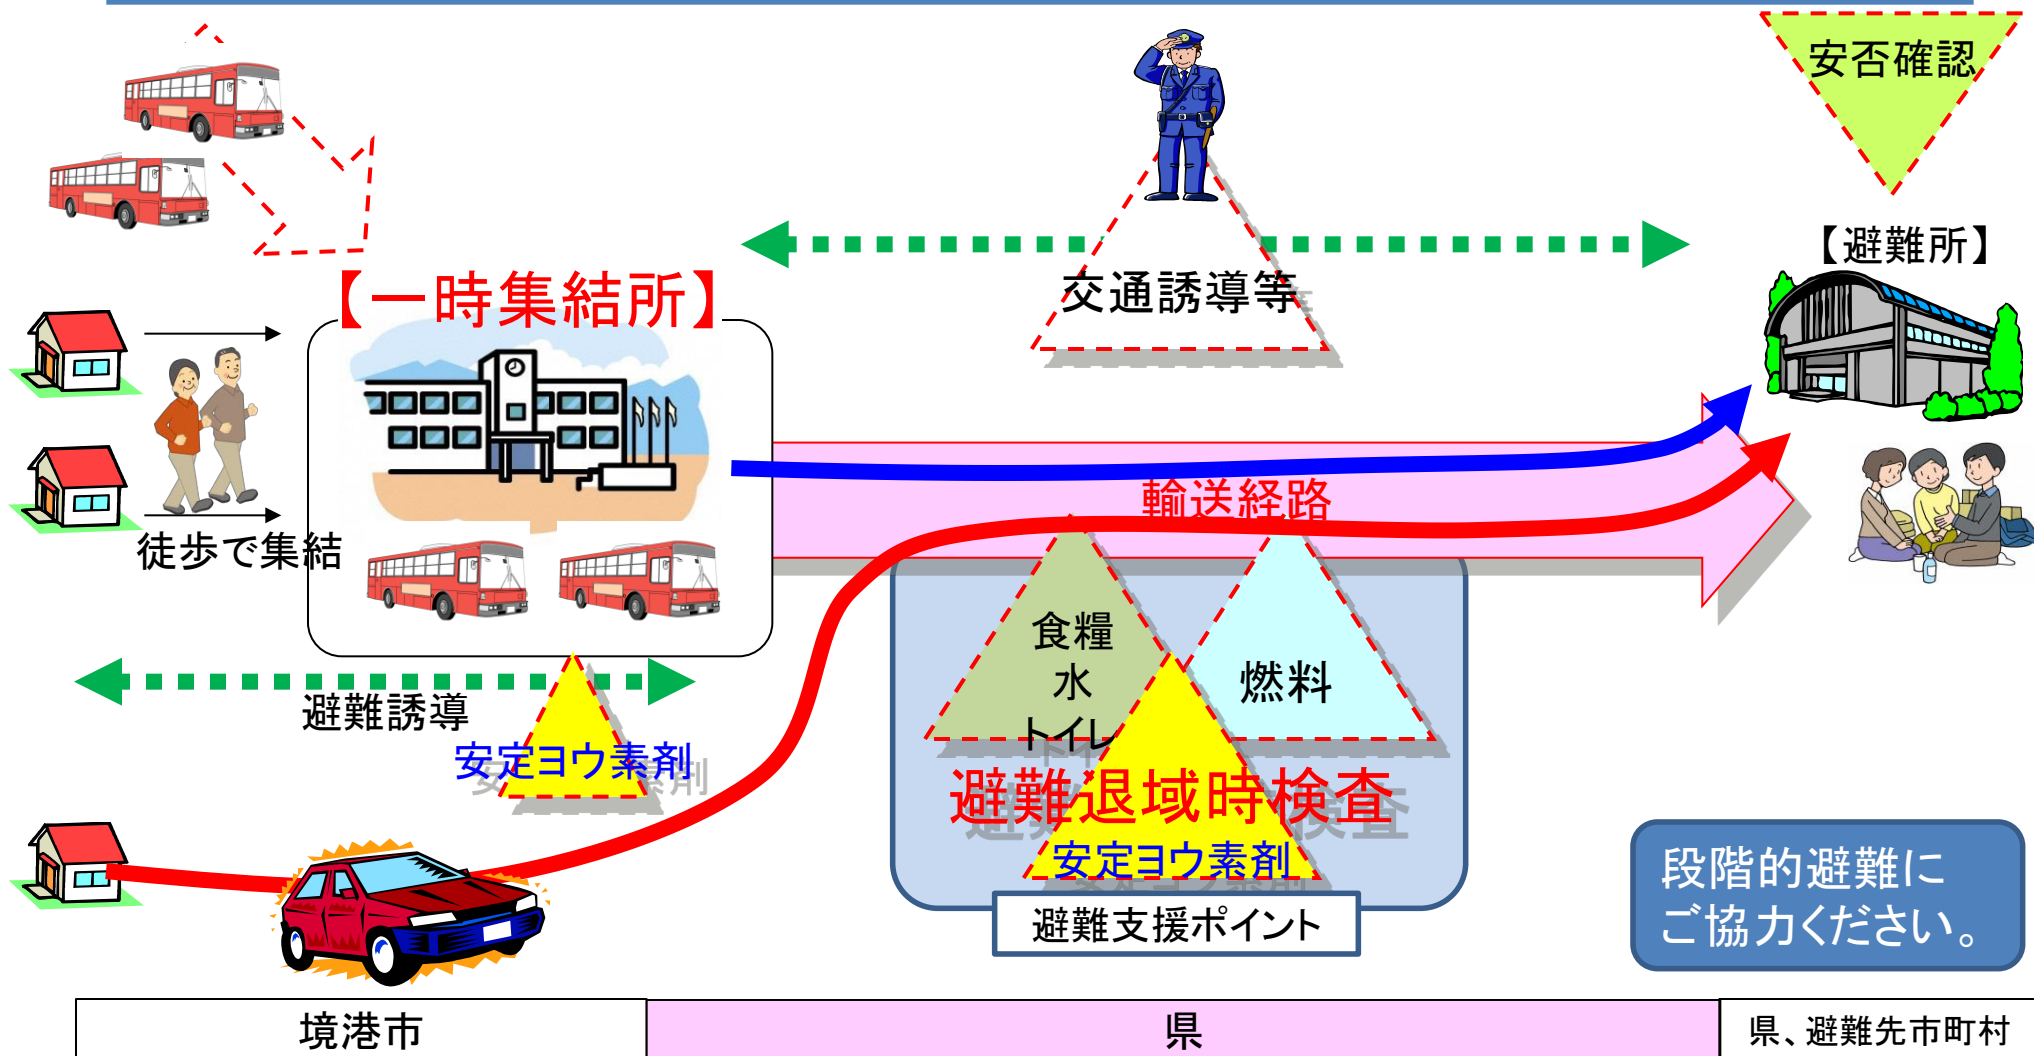 安否確認
【避難所】
【一時集結所】
交通誘導等
輸送経路
徒歩で集結
食糧
水
トイレ
燃料
避難誘導
安定ヨウ素剤
避難退域時検査
安定ヨウ素剤
避難支援ポイント
段階的避難に
ご協力ください。
境港市
県
県、避難先市町村